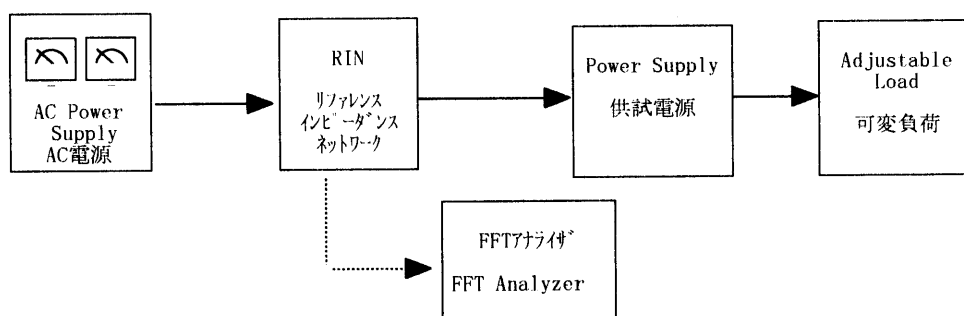 AC Power
Supply
AC電源
RIN
リファレンス
インピーダンス
ネットワーク
Power Supply
供試電源
Adjustable
Load
可変負荷
FFTアナライザ
FFT Analyzer